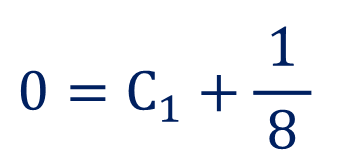 0 = C₁ + 1/8